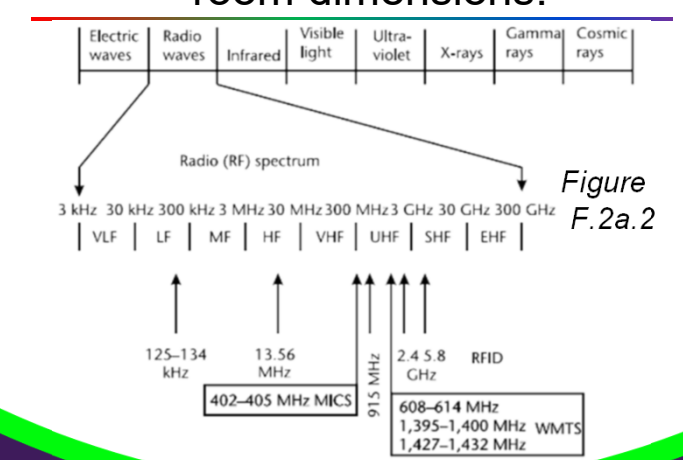 room dimensions.
Electric waves
Radio waves
Infrared
Visible light
Ultra-violet
X-rays
Gamma rays
Cosmic rays
Radio (RF) spectrum
Figure F.2a.2
3 kHz 30 kHz 300 kHz 3 MHz 30 MHz 300 MHz 3 GHz 30 GHz 300 GHz
VLF LF MF HF VHF UHF SHF EHF
125–134 kHz
13.56 MHz
915 MHz
2.4 5.8 GHz
RFID
402–405 MHz MICS
608–614 MHz
1,395–1,400 MHz WMTS
1,427–1,432 MHz